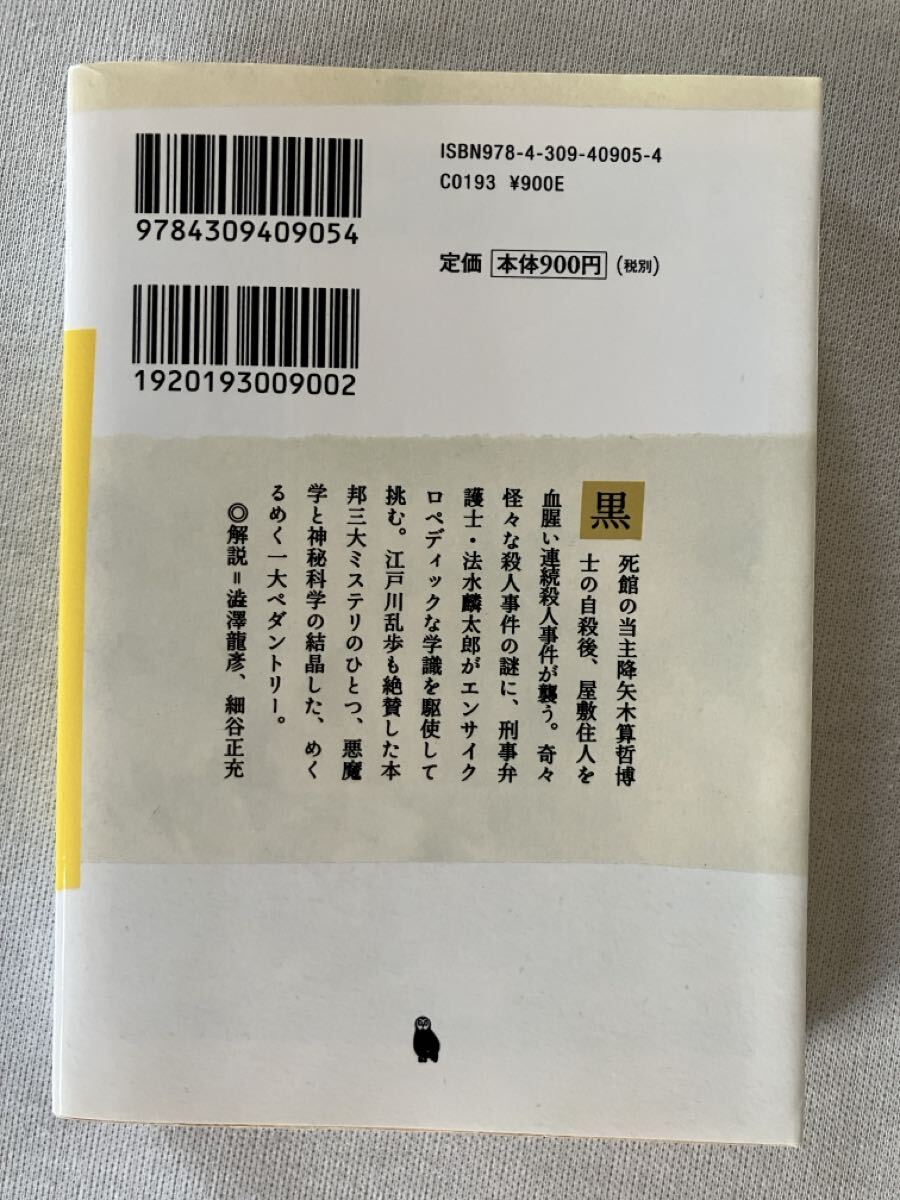 ISBN978-4-309-40905-4
C0193 ¥900E
9784309409054
定価 本体900円 (税別)
1920193009002
黒死館の当主降矢木算哲博
士の自殺後、屋敷住人を
血腥い連続殺人事件が襲う。奇々
怪々な殺人事件の謎に、刑事弁
護士・法水麟太郎がエンサイク
ロペディックな学識を駆使して
挑む。江戸川乱歩も絶賛した本
邦三大ミステリのひとつ、悪魔
学と神秘科学の結晶した、めく
るめく一大ペダントリー。
◎解説=澁澤龍彦、細谷正充